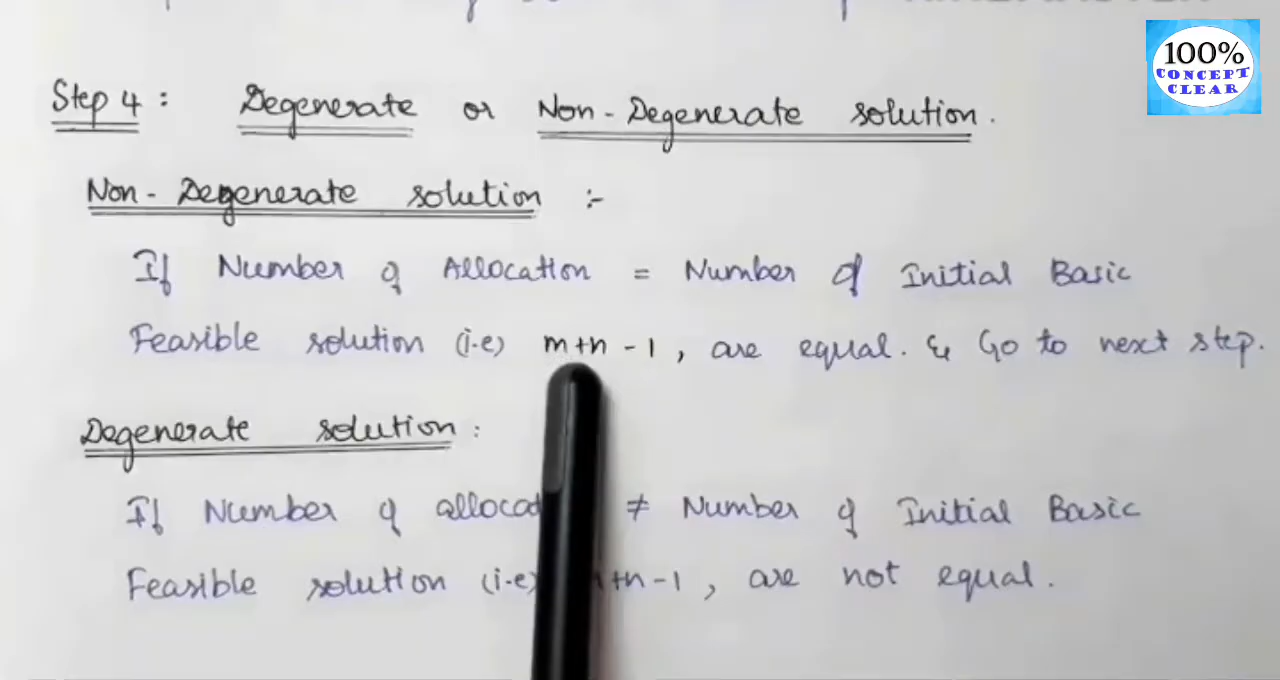 100%
CONCEPT
CLEAR
Step 4 : Degenerate or Non - Degenerate solution.
Non - Degenerate solution :-
If Number of Allocation = Number of Initial Basic
Feasible solution (i.e) m+n-1, are equal. & Go to next step.
Degenerate solution :
If Number of ≠ Number of Initial Basic
Feasible solution (i.e) +n-1, are not equal.